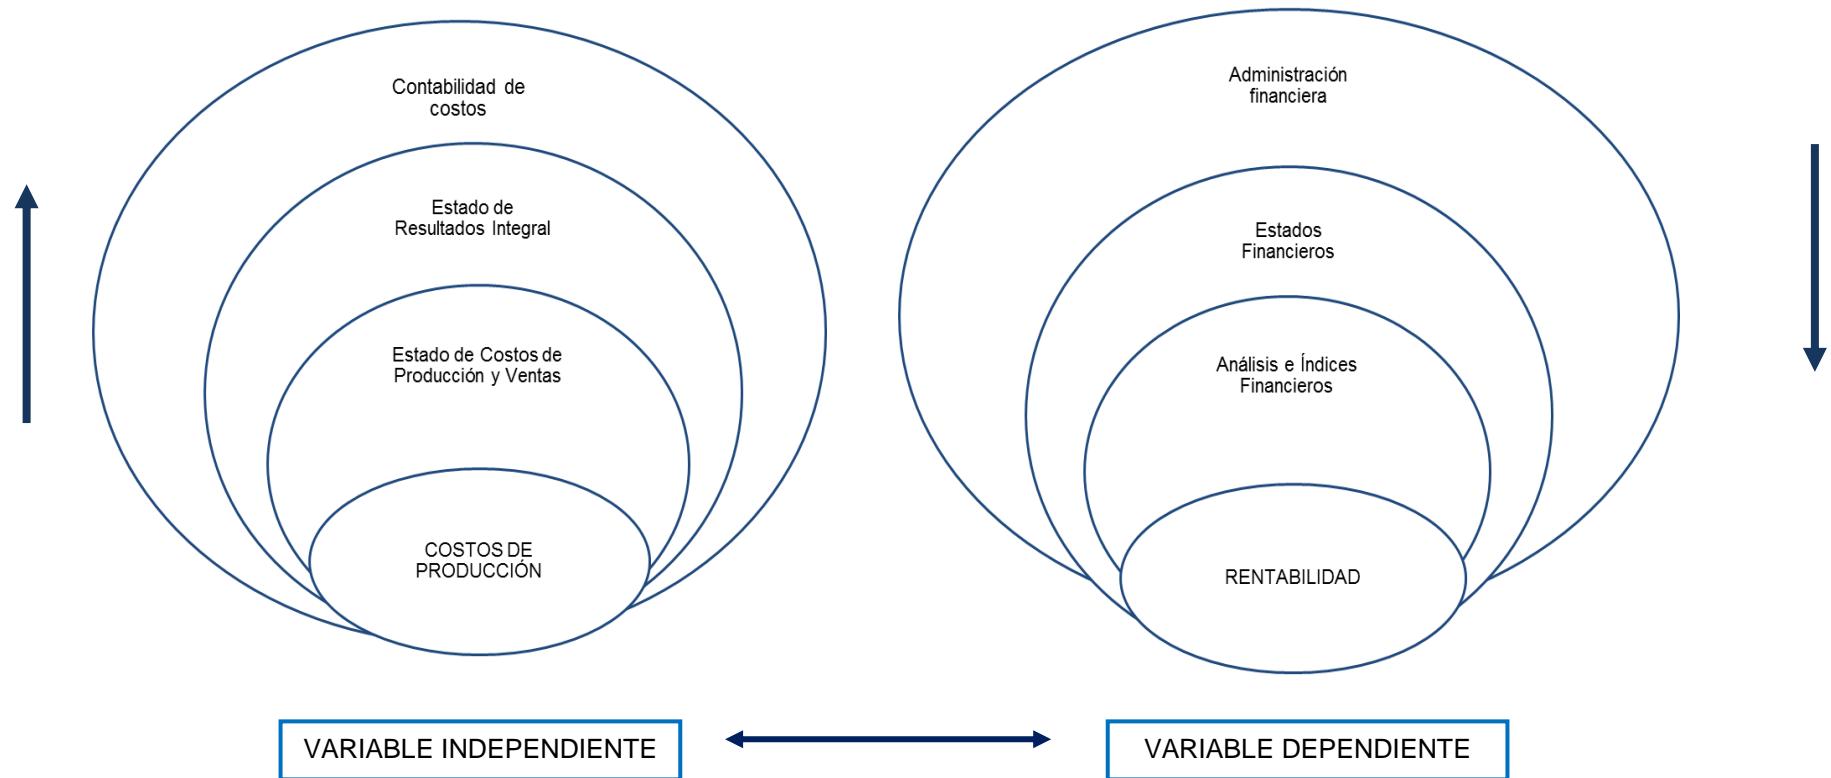 Contabilidad de
costos
Estado de
Resultados Integral
Estado de Costos de
Producción y Ventas
COSTOS DE
PRODUCCIÓN
Administración
financiera
Estados
Financieros
Análisis e Índices
Financieros
RENTABILIDAD
VARIABLE INDEPENDIENTE
VARIABLE DEPENDIENTE